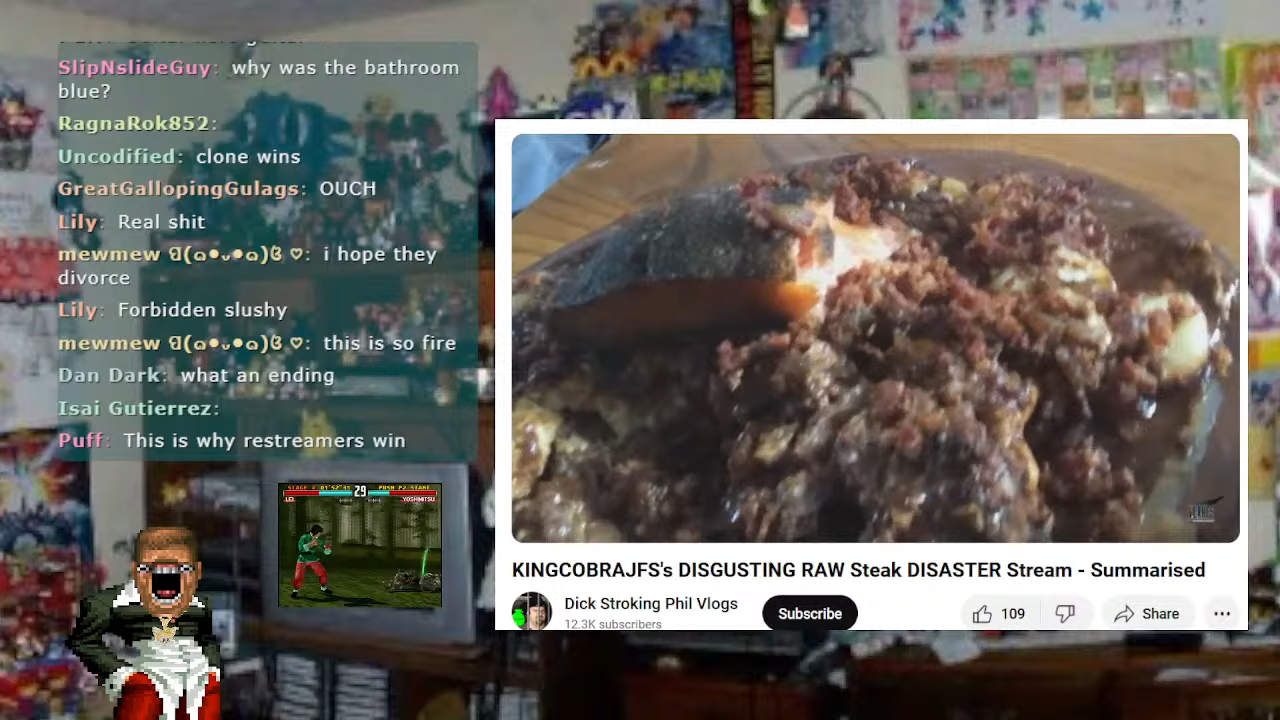 SlipNslideGuy: why was the bathroom
blue?
RagnaRok852:
Uncodified: clone wins
GreatGallopingGulags: OUCH
Lily: Real shit
mewmew ᕦ(ɷ●ᴗ●ɷ)ʢ ♡: i hope they
divorce
Lily: Forbidden slushy
mewmew ᕦ(ɷ●ᴗ●ɷ)ʢ ♡: this is so fire
Dan Dark: what an ending
Isai Gutierrez:
Puff: This is why restreamers win
29
PUSH P2 START
LEI
YOSHIMITSU
KINGCOBRAJFS's DISGUSTING RAW Steak DISASTER Stream - Summarised
Dick Stroking Phil Vlogs
12.3K subscribers
Subscribe
109
Share